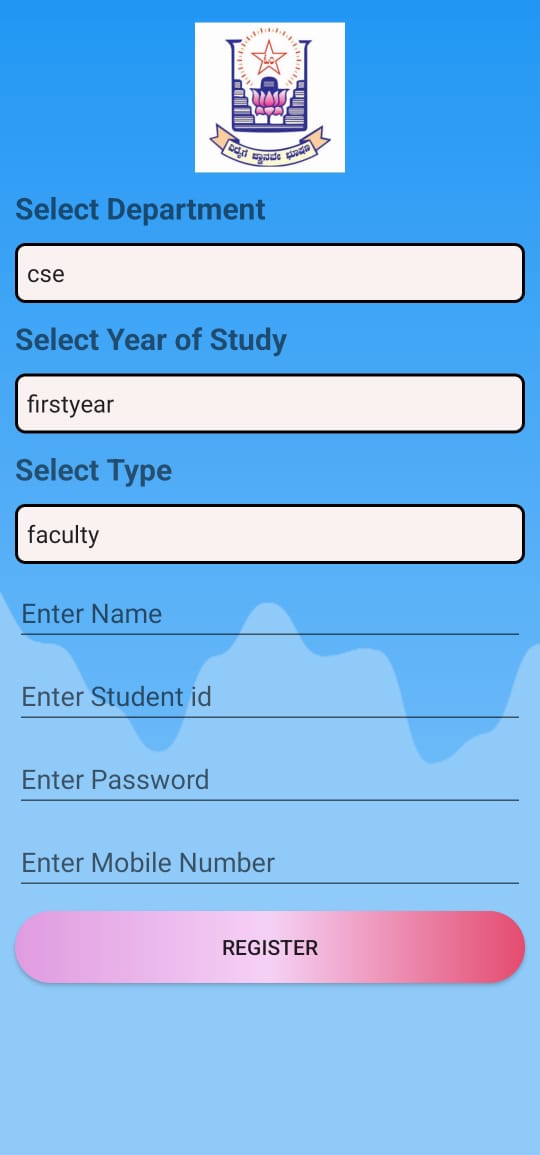 ವಿದ್ಯೆಗೆ ಜ್ಞಾನವೇ ಭೂಷಣ
Select Department
cse
Select Year of Study
firstyear
Select Type
faculty
Enter Name
Enter Student id
Enter Password
Enter Mobile Number
REGISTER